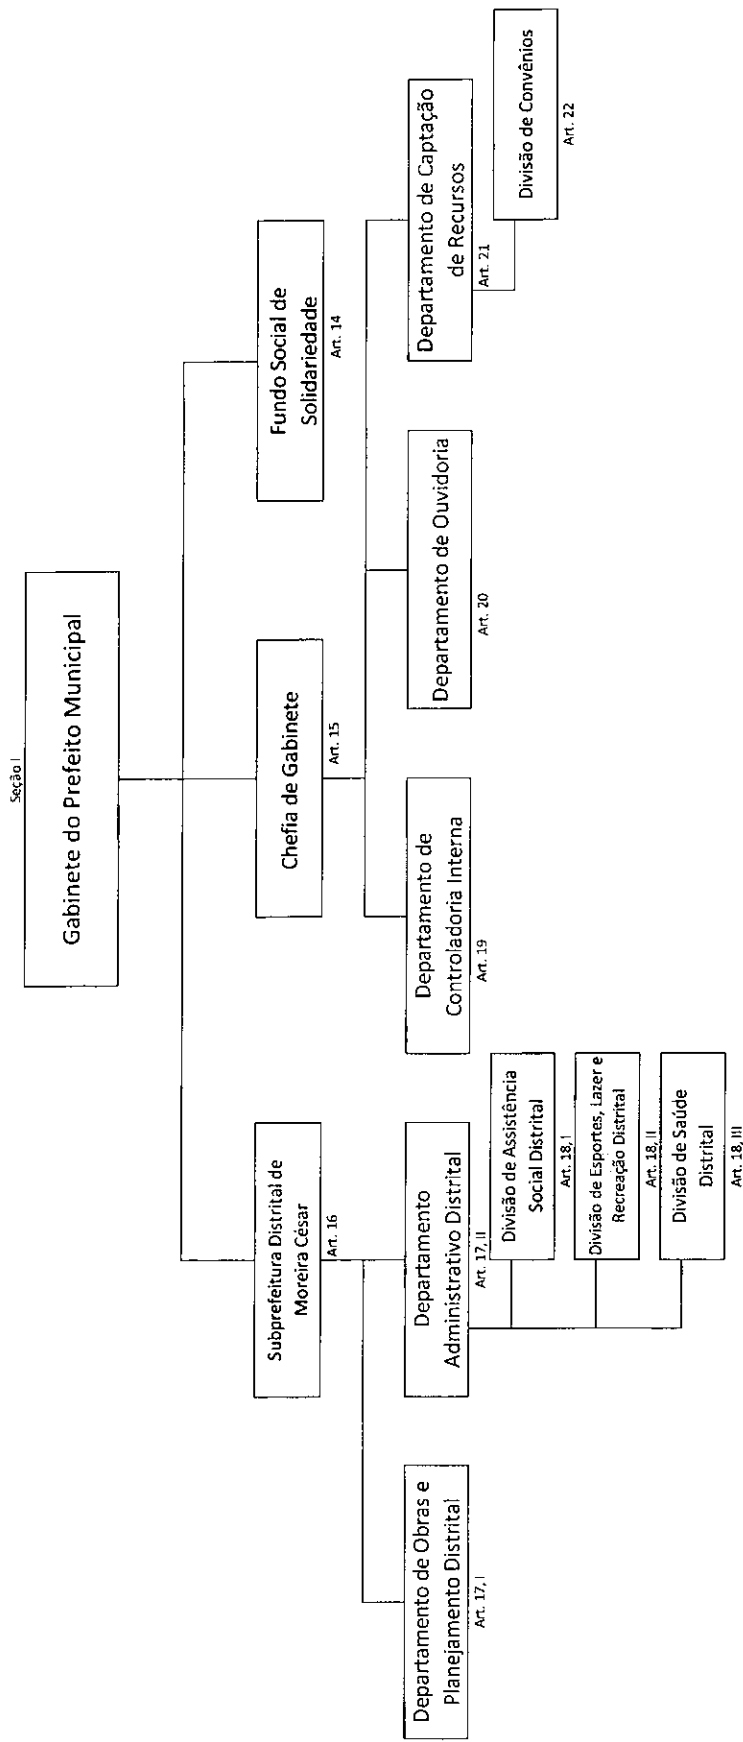 Seção I
Gabinete do Prefeito Municipal
Subprefeitura Distrital de
Moreira César
Art. 16
Chefia de Gabinete
Art. 15
Fundo Social de
Solidariedade
Art. 14
Departamento de Obras e
Planejamento Distrital
Art. 17, I
Departamento
Administrativo Distrital
Art. 17, II
Departamento de
Controladoria Interna
Art. 19
Departamento de Ouvidoria
Art. 20
Departamento de Captação
de Recursos
Art. 21
Divisão de Assistência
Social Distrital
Art. 18, I
Divisão de Esportes, Lazer e
Recreação Distrital
Art. 18, II
Divisão de Saúde
Distrital
Art. 18, III
Divisão de Convênios
Art. 22